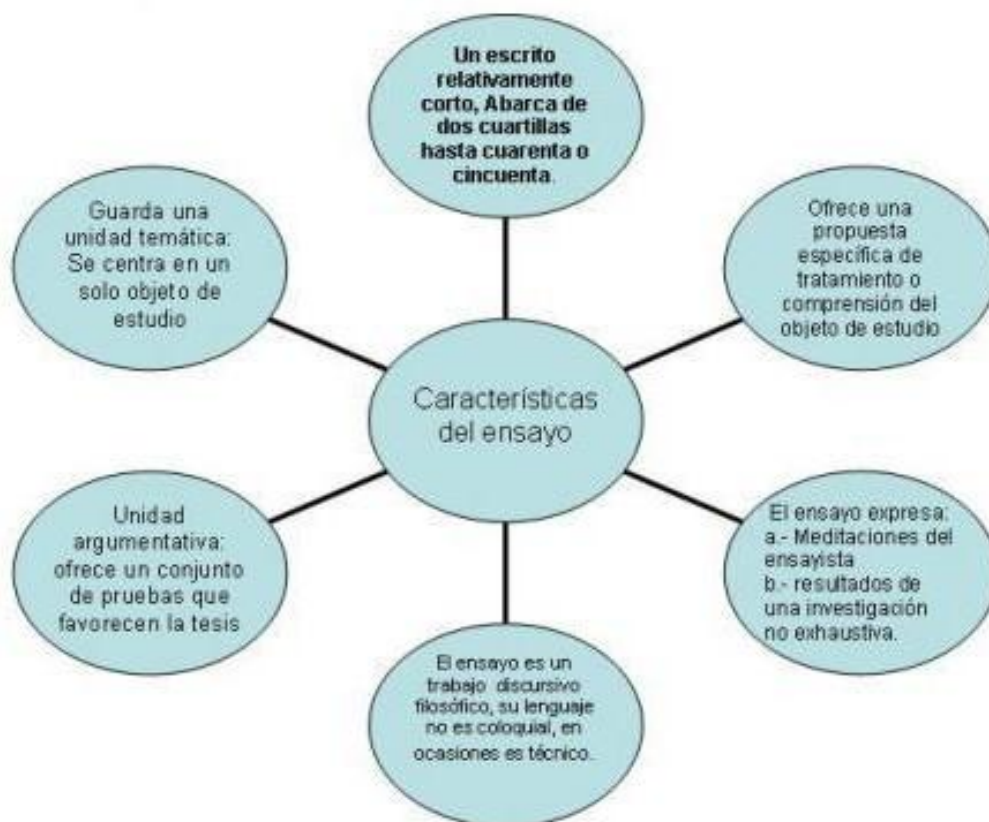 Un escrito
relativamente
corto, Abarca de
dos cuartillas
hasta cuarenta o
cincuenta.
Guarda una
unidad temática:
Se centra en un
solo objeto de
estudio
Ofrece una
propuesta
específica de
tratamiento o
comprensión del
objeto de estudio
Características
del ensayo
Unidad
argumentativa:
ofrece un conjunto
de pruebas que
favorecen la tesis
El ensayo expresa:
a.- Meditaciones del
ensayista
b.- resultados de
una investigación
no exhaustiva.
El ensayo es un
trabajo discursivo
filosófico, su lenguaje
no es coloquial, en
ocasiones es técnico.